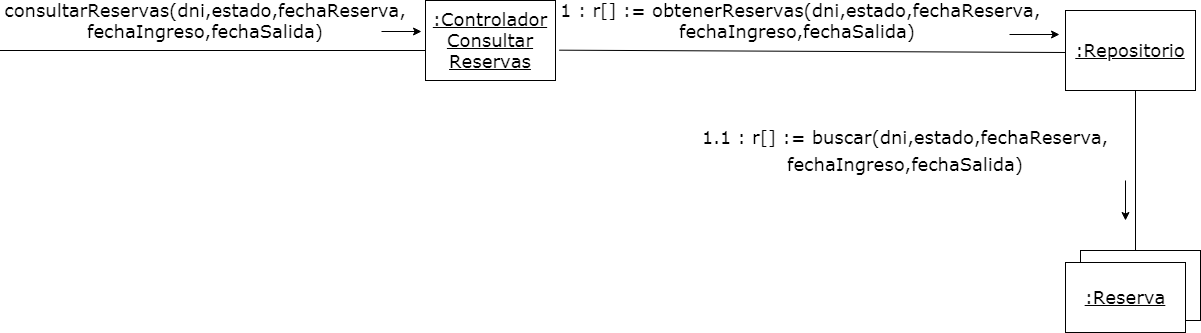 consultarReservas(dni,estado,fechaReserva,
fechaIngreso,fechaSalida)
:Controlador
Consultar
Reservas
1 : r[] := obtenerReservas(dni,estado,fechaReserva,
fechaIngreso,fechaSalida)
:Repositorio
1.1 : r[] := buscar(dni,estado,fechaReserva,
fechaIngreso,fechaSalida)
:Reserva